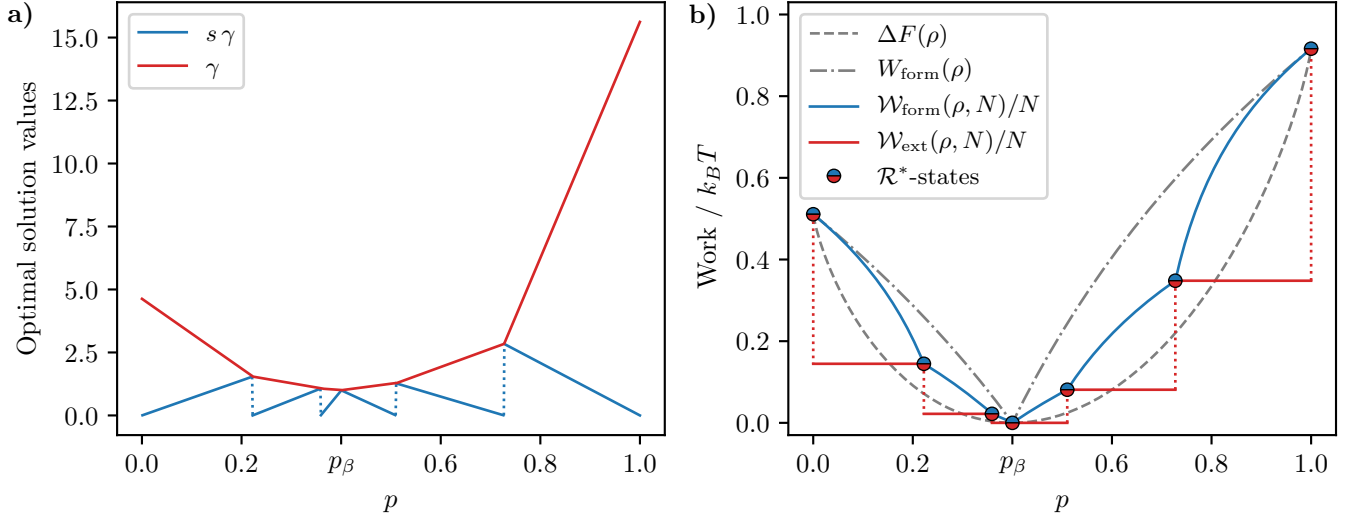 a)
Optimal solution values
15.0
12.5
10.0
7.5
5.0
2.5
0.0
s γ
γ
0.0 0.2 p_β 0.6 0.8 1.0
p
b)
Work / k_B T
1.0
0.8
0.6
0.4
0.2
0.0
ΔF(ρ)
W_form(ρ)
𝒲_form(ρ, N)/N
𝒲_ext(ρ, N)/N
ℛ*-states
0.0 0.2 p_β 0.6 0.8 1.0
p